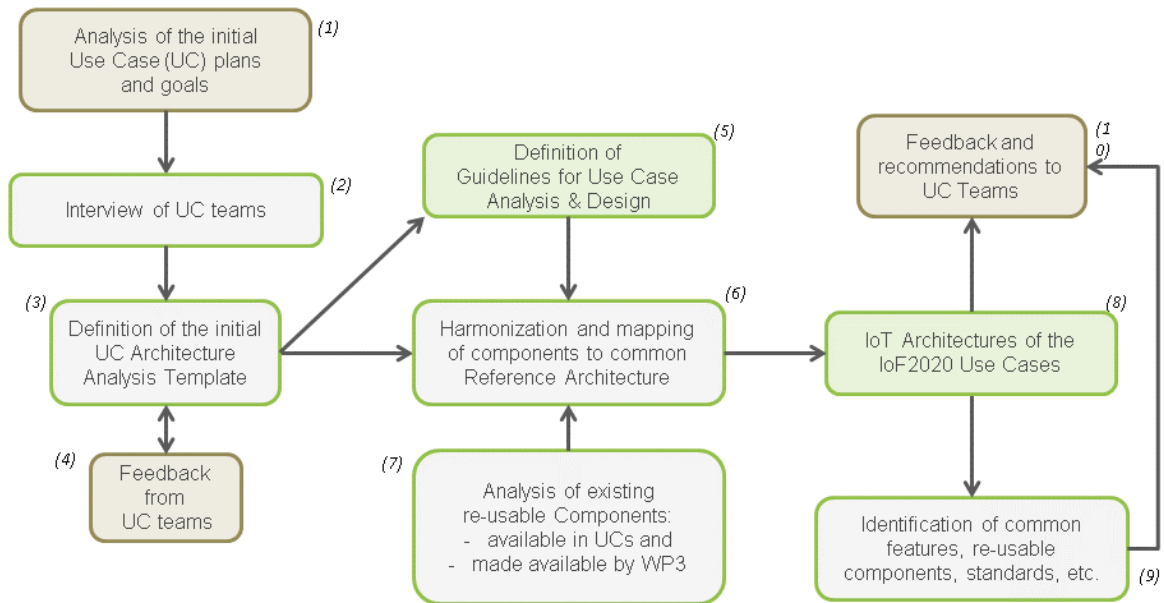 (1)
Analysis of the initial
Use Case (UC) plans
and goals
(2)
Interview of UC teams
(3)
Definition of the initial
UC Architecture
Analysis Template
(4)
Feedback
from
UC teams
(5)
Definition of
Guidelines for Use Case
Analysis & Design
(6)
Harmonization and mapping
of components to common
Reference Architecture
(7)
Analysis of existing
re-usable Components:
- available in UCs and
- made available by WP3
(8)
IoT Architectures of the
IoF2020 Use Cases
Identification of common
features, re-usable
components, standards, etc.
(9)
(1
0)
Feedback and
recommendations to
UC Teams